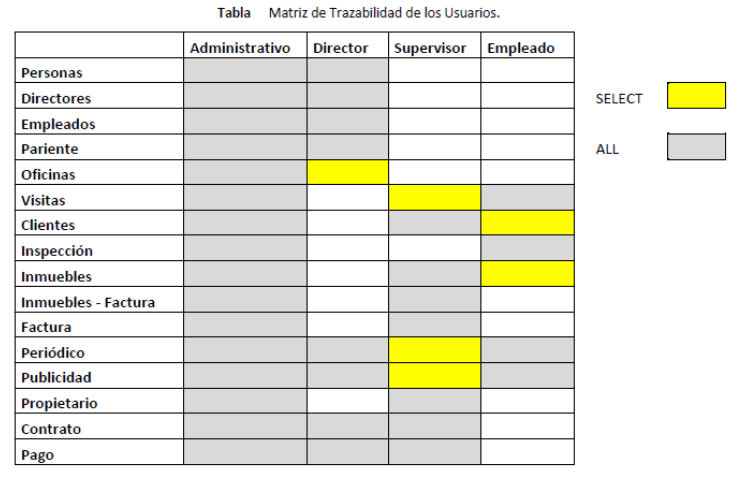 Tabla Matriz de Trazabilidad de los Usuarios.
Administrativo Director Supervisor Empleado
Personas
Directores
SELECT
Empleados
Pariente
ALL
Oficinas
Visitas
Clientes
Inspección
Inmuebles
Inmuebles - Factura
Factura
Periódico
Publicidad
Propietario
Contrato
Pago